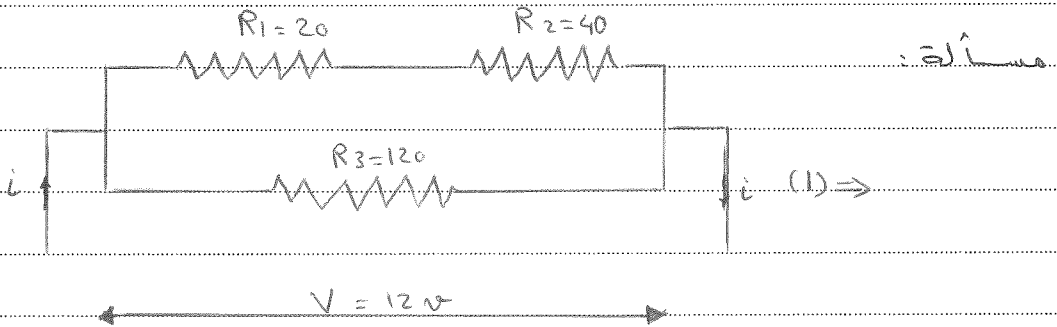 مسألة :
R1=20 R2=40
R3=120
i i (1) ⇒
V = 12 v